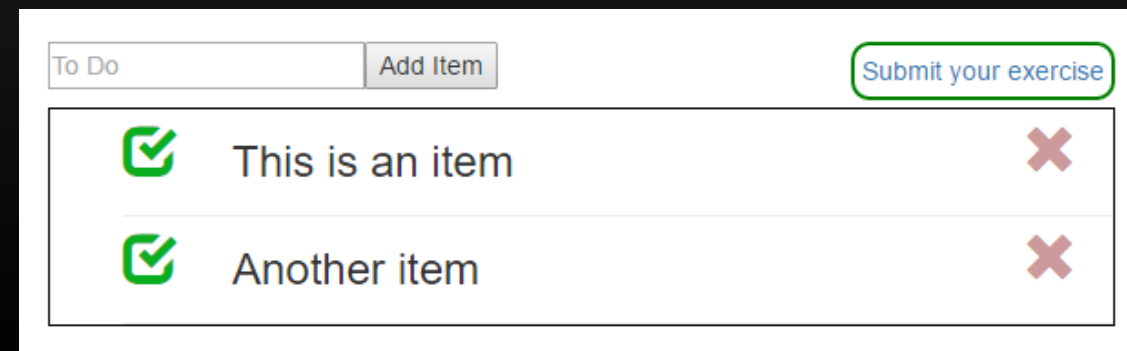 To Do
Add Item
Submit your exercise
This is an item
Another item